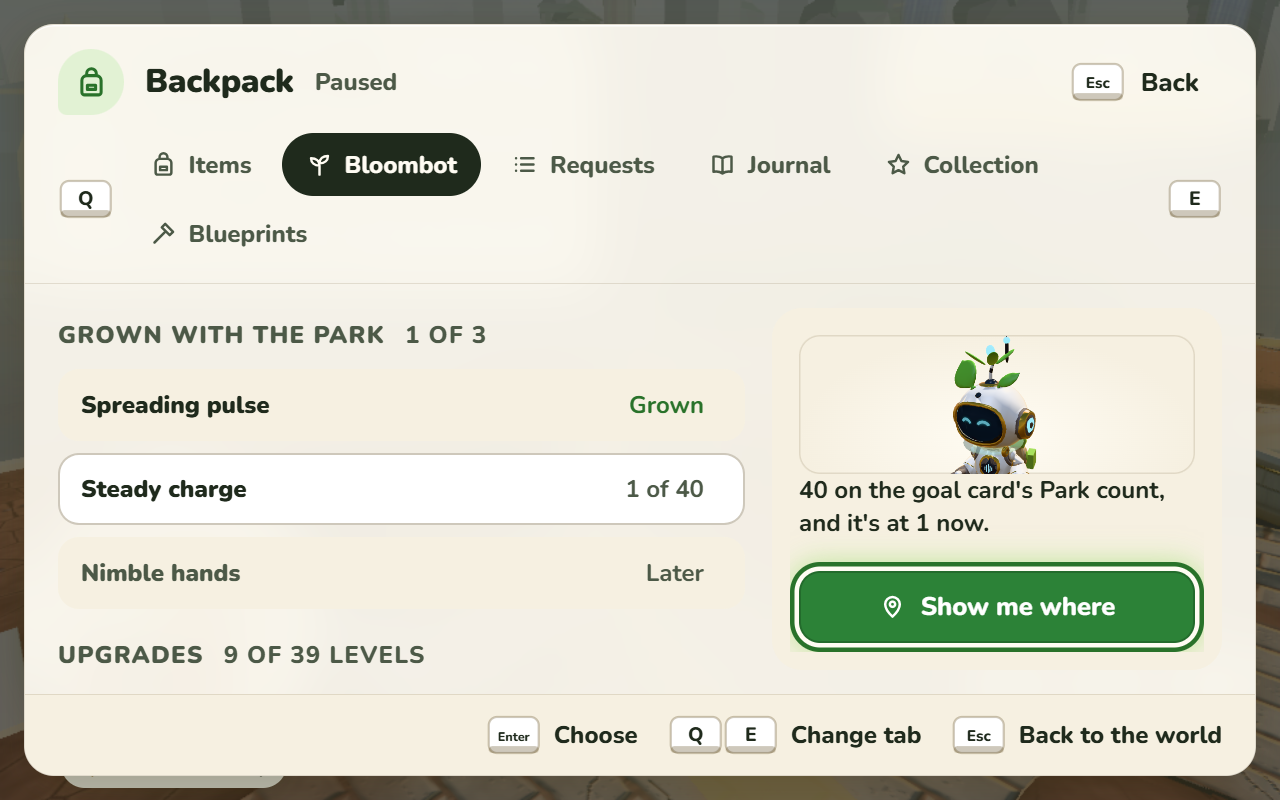 Backpack Paused
Esc Back
Items Bloombot Requests Journal Collection
Q
E
Blueprints
GROWN WITH THE PARK 1 OF 3
Spreading pulse Grown
Steady charge 1 of 40
Nimble hands Later
UPGRADES 9 OF 39 LEVELS
40 on the goal card's Park count,
and it's at 1 now.
Show me where
Enter Choose Q E Change tab Esc Back to the world